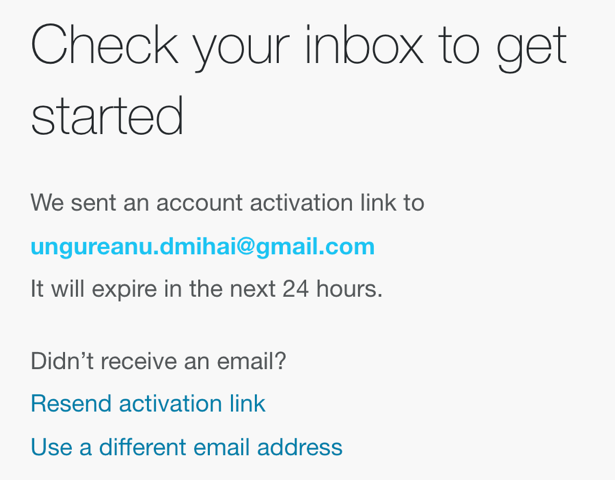 Check your inbox to get
started
We sent an account activation link to
ungureanu.dmihai@gmail.com
It will expire in the next 24 hours.
Didn’t receive an email?
Resend activation link
Use a different email address